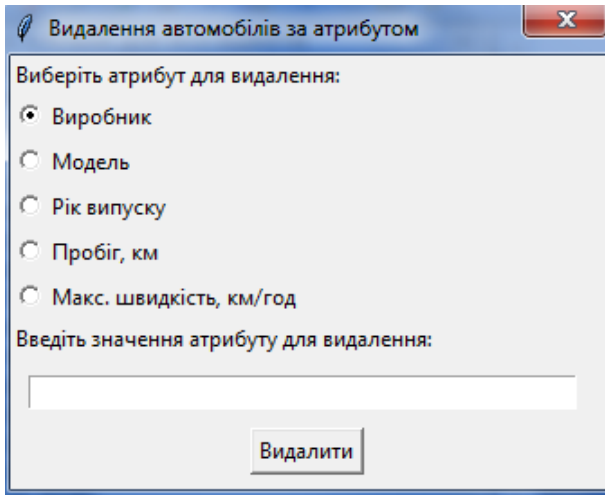 Видалення автомобілів за атрибутом
Виберіть атрибут для видалення:
Виробник
Модель
Рік випуску
Пробіг, км
Макс. швидкість, км/год
Введіть значення атрибуту для видалення:
Видалити